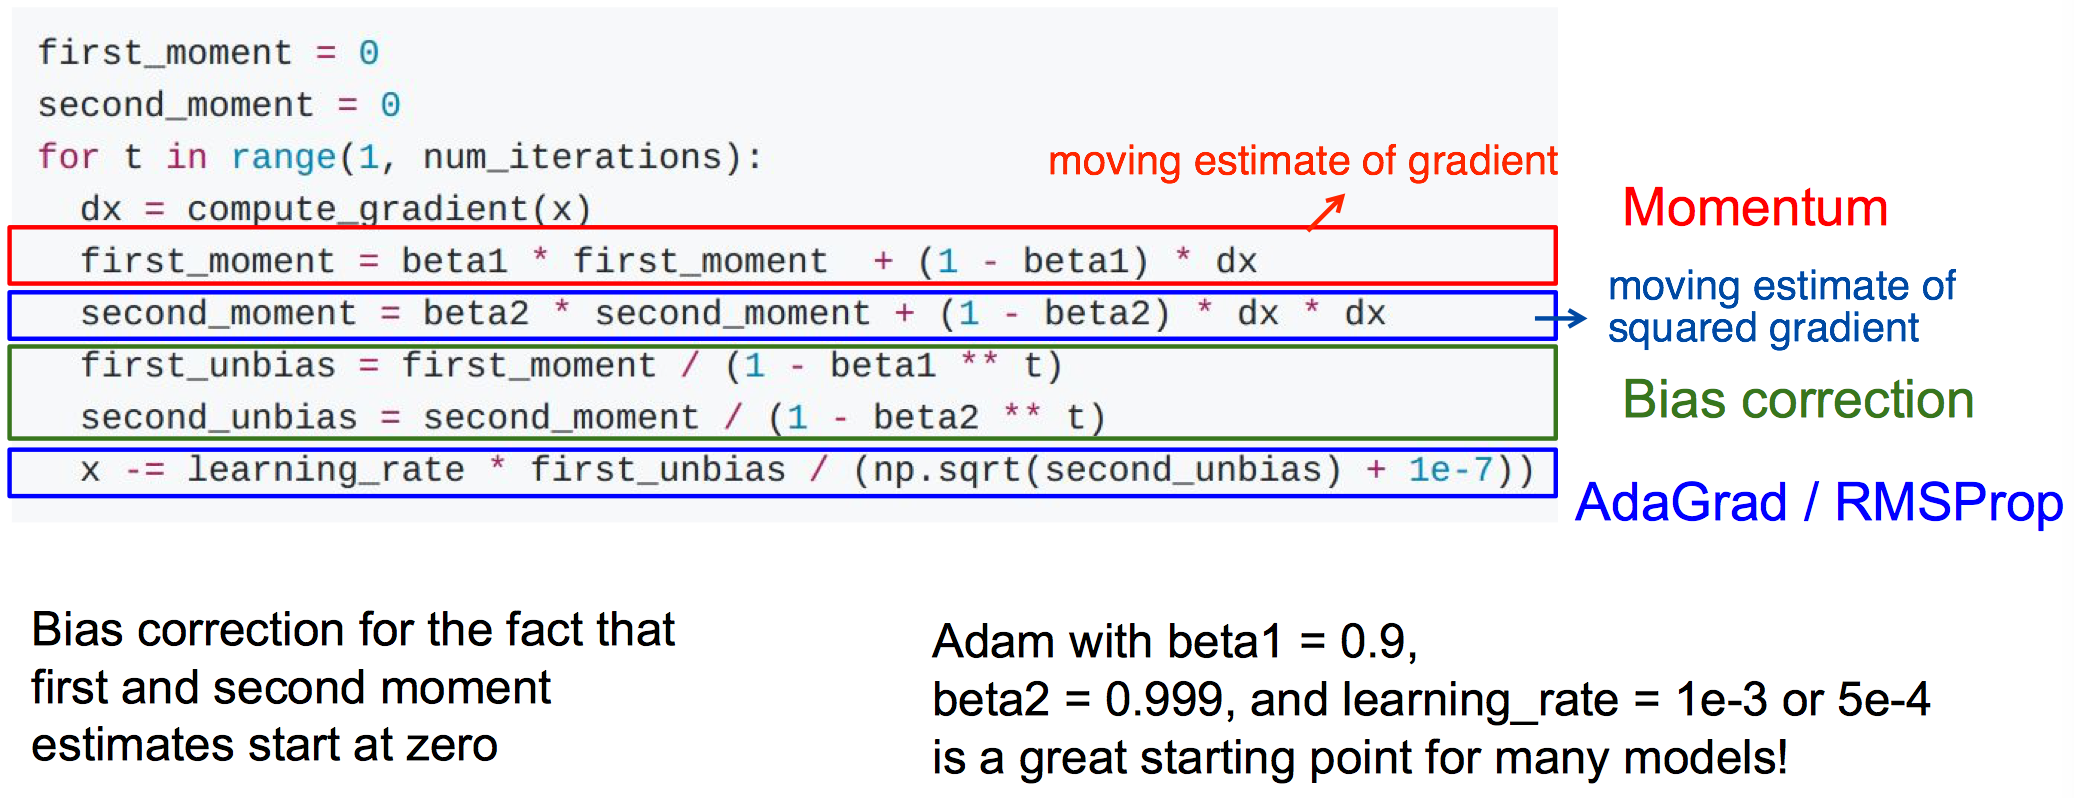 first_moment = 0
second_moment = 0
for t in range(1, num_iterations):
moving estimate of gradient
dx = compute_gradient(x)
Momentum
first_moment = beta1 * first_moment + (1 - beta1) * dx
second_moment = beta2 * second_moment + (1 - beta2) * dx * dx
moving estimate of
squared gradient
first_unbias = first_moment / (1 - beta1 ** t)
second_unbias = second_moment / (1 - beta2 ** t)
Bias correction
x -= learning_rate * first_unbias / (np.sqrt(second_unbias) + 1e-7))
AdaGrad / RMSProp
Bias correction for the fact that
first and second moment
estimates start at zero
Adam with beta1 = 0.9,
beta2 = 0.999, and learning_rate = 1e-3 or 5e-4
is a great starting point for many models!